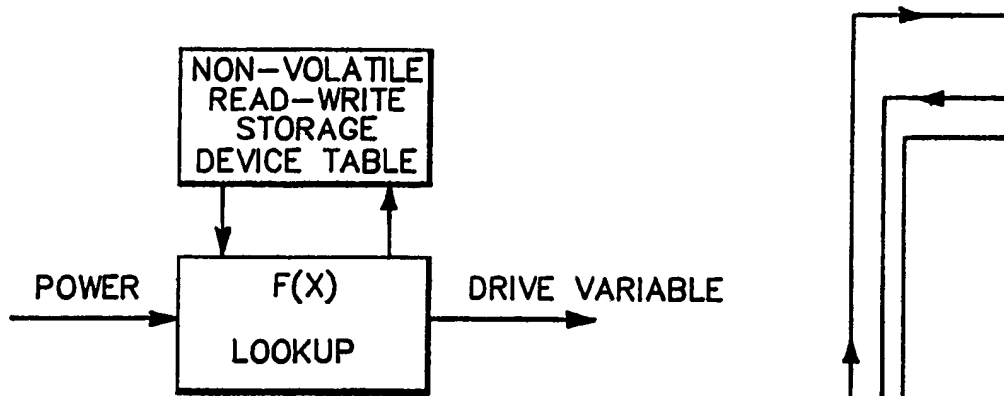 NON-VOLATILE
READ-WRITE
STORAGE
DEVICE TABLE
POWER
F(X)
LOOKUP
DRIVE VARIABLE